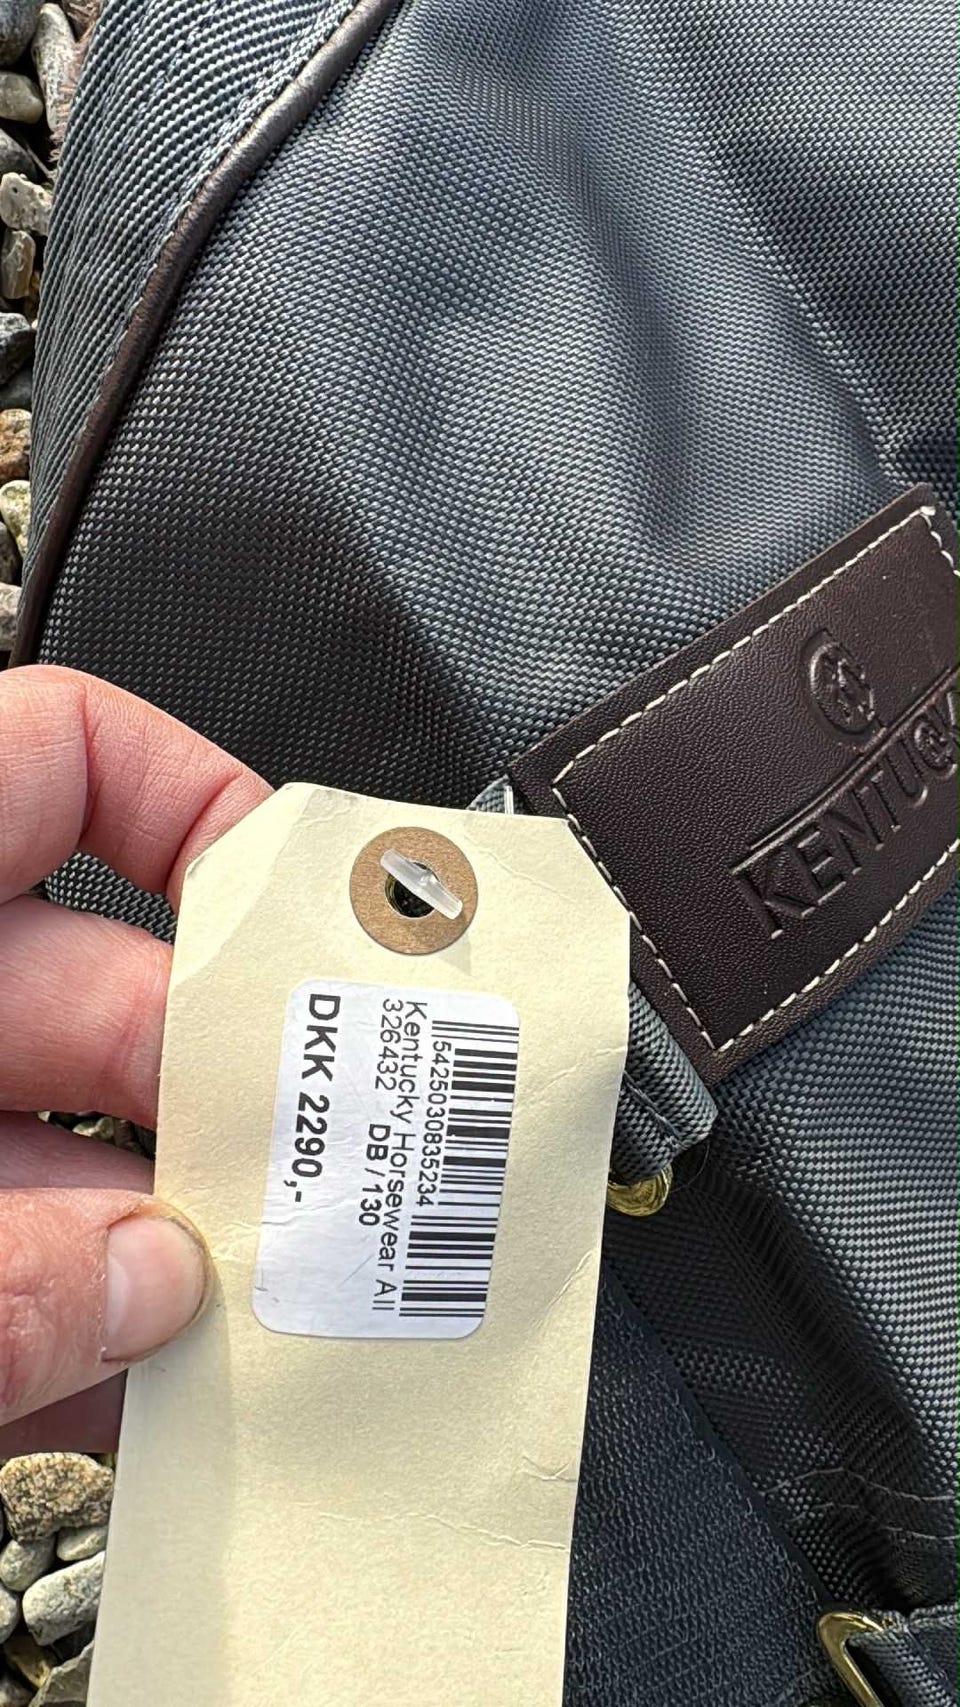 5425030835234
Kentucky Horsewear All
326432 DB / 130
DKK 2290,-
KENTUCK